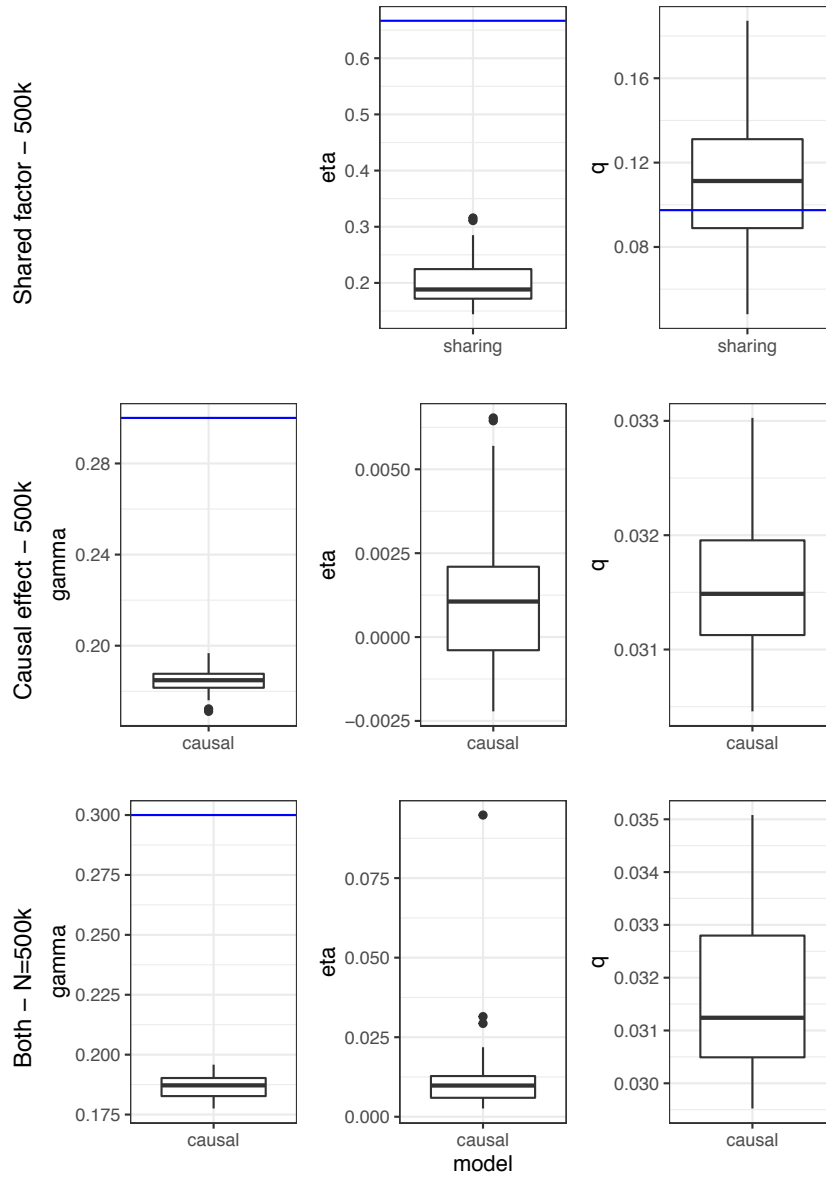 Shared factor − 500k
eta
0.6
0.5
0.4
0.3
0.2
sharing
q
0.16
0.12
0.08
sharing
Causal effect − 500k
gamma
0.28
0.24
0.20
causal
eta
0.0050
0.0025
0.0000
−0.0025
causal
q
0.033
0.032
0.031
causal
Both − N=500k
gamma
0.300
0.275
0.250
0.225
0.200
0.175
causal
eta
0.075
0.050
0.025
0.000
causal
q
0.035
0.034
0.033
0.032
0.031
0.030
causal
model